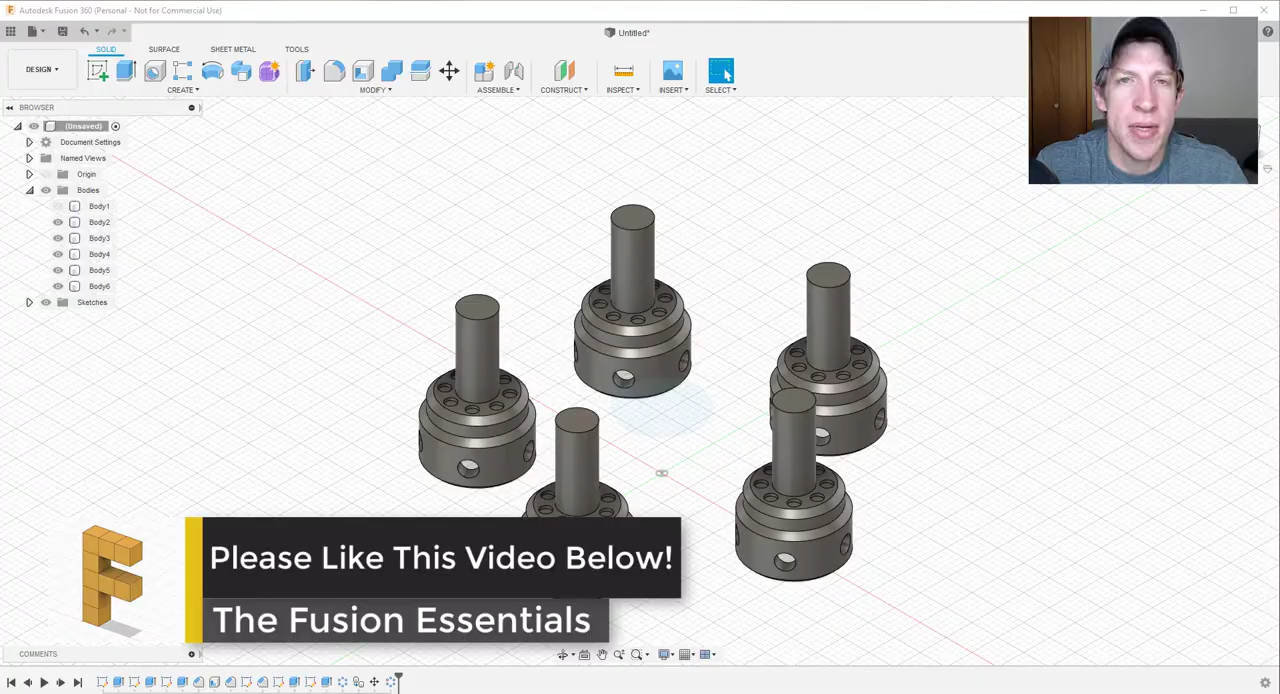 Autodesk Fusion 360 (Personal - Not for Commercial Use)
Untitled*
SOLID SURFACE SHEET METAL TOOLS
DESIGN
CREATE MODIFY ASSEMBLE CONSTRUCT INSPECT INSERT SELECT
BROWSER
(Unsaved)
Document Settings
Named Views
Origin
Bodies
Body1
Body2
Body3
Body4
Body5
Body6
Sketches
Please Like This Video Below!
The Fusion Essentials
COMMENTS